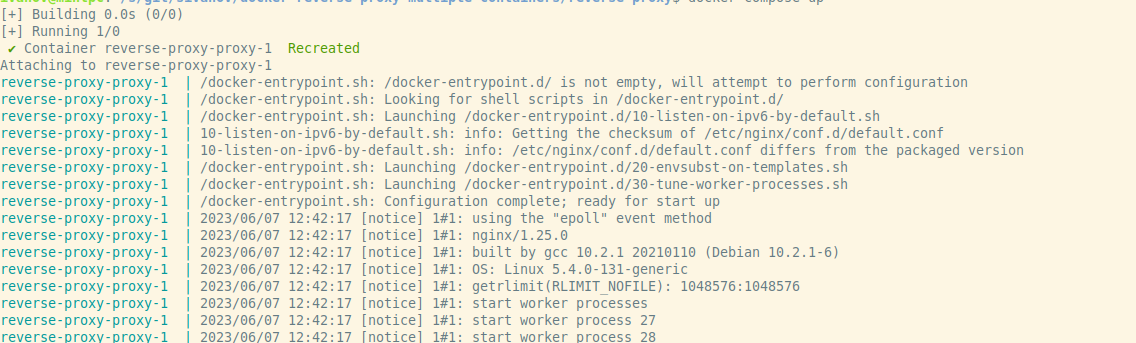 [+] Building 0.0s (0/0)
[+] Running 1/0
✔ Container reverse-proxy-proxy-1  Recreated
Attaching to reverse-proxy-proxy-1
reverse-proxy-proxy-1  | /docker-entrypoint.sh: /docker-entrypoint.d/ is not empty, will attempt to perform configuration
reverse-proxy-proxy-1  | /docker-entrypoint.sh: Looking for shell scripts in /docker-entrypoint.d/
reverse-proxy-proxy-1  | /docker-entrypoint.sh: Launching /docker-entrypoint.d/10-listen-on-ipv6-by-default.sh
reverse-proxy-proxy-1  | 10-listen-on-ipv6-by-default.sh: info: Getting the checksum of /etc/nginx/conf.d/default.conf
reverse-proxy-proxy-1  | 10-listen-on-ipv6-by-default.sh: info: /etc/nginx/conf.d/default.conf differs from the packaged version
reverse-proxy-proxy-1  | /docker-entrypoint.sh: Launching /docker-entrypoint.d/20-envsubst-on-templates.sh
reverse-proxy-proxy-1  | /docker-entrypoint.sh: Launching /docker-entrypoint.d/30-tune-worker-processes.sh
reverse-proxy-proxy-1  | /docker-entrypoint.sh: Configuration complete; ready for start up
reverse-proxy-proxy-1  | 2023/06/07 12:42:17 [notice] 1#1: using the "epoll" event method
reverse-proxy-proxy-1  | 2023/06/07 12:42:17 [notice] 1#1: nginx/1.25.0
reverse-proxy-proxy-1  | 2023/06/07 12:42:17 [notice] 1#1: built by gcc 10.2.1 20210110 (Debian 10.2.1-6)
reverse-proxy-proxy-1  | 2023/06/07 12:42:17 [notice] 1#1: OS: Linux 5.4.0-131-generic
reverse-proxy-proxy-1  | 2023/06/07 12:42:17 [notice] 1#1: getrlimit(RLIMIT_NOFILE): 1048576:1048576
reverse-proxy-proxy-1  | 2023/06/07 12:42:17 [notice] 1#1: start worker processes
reverse-proxy-proxy-1  | 2023/06/07 12:42:17 [notice] 1#1: start worker process 27
reverse-proxy-proxy-1  | 2023/06/07 12:42:17 [notice] 1#1: start worker process 28